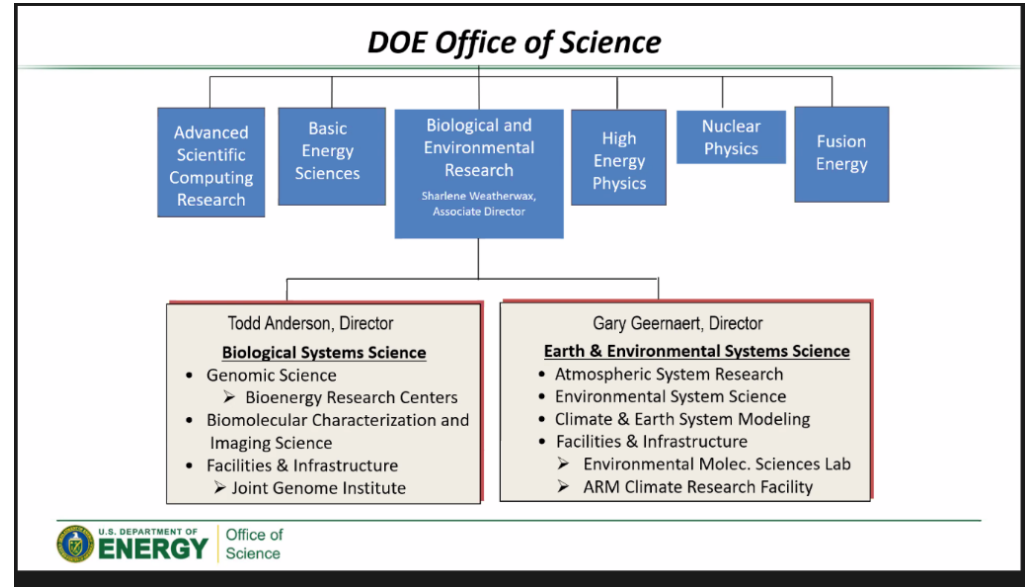 DOE Office of Science
Advanced
Scientific
Computing
Research
Basic
Energy
Sciences
Biological and
Environmental
Research
Sharlene Weatherwax,
Associate Director
High
Energy
Physics
Nuclear
Physics
Fusion
Energy
Todd Anderson, Director
Biological Systems Science
• Genomic Science
➢ Bioenergy Research Centers
• Biomolecular Characterization and
Imaging Science
• Facilities & Infrastructure
➢ Joint Genome Institute
Gary Geernaert, Director
Earth & Environmental Systems Science
• Atmospheric System Research
• Environmental System Science
• Climate & Earth System Modeling
• Facilities & Infrastructure
➢ Environmental Molec. Sciences Lab
➢ ARM Climate Research Facility
U.S. DEPARTMENT OF
ENERGY
Office of
Science